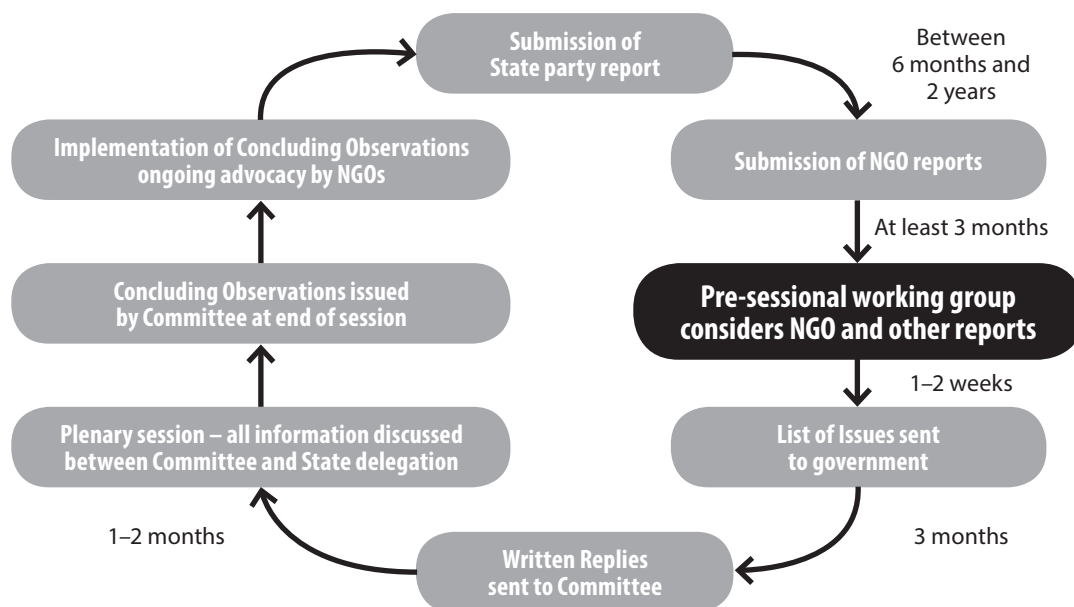 Submission of
State party report
Between
6 months and
2 years
Submission of NGO reports
At least 3 months
Pre-sessional working group
considers NGO and other reports
1–2 weeks
List of Issues sent
to government
3 months
Written Replies
sent to Committee
1–2 months
Plenary session – all information discussed
between Committee and State delegation
Concluding Observations issued
by Committee at end of session
Implementation of Concluding Observations
ongoing advocacy by NGOs